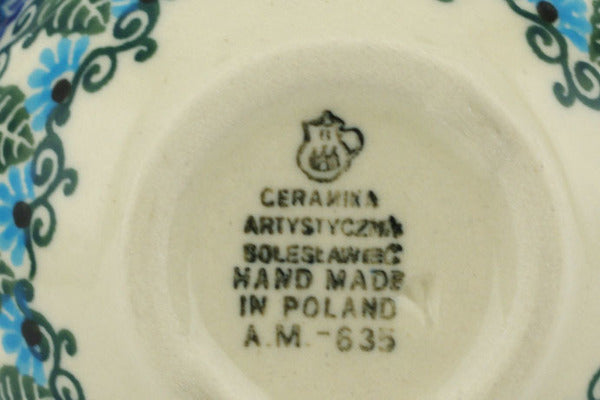 CERAMIKA
ARTYSTYCZNA
BOLESŁAWIEC
HAND MADE
IN POLAND
A.M.-635